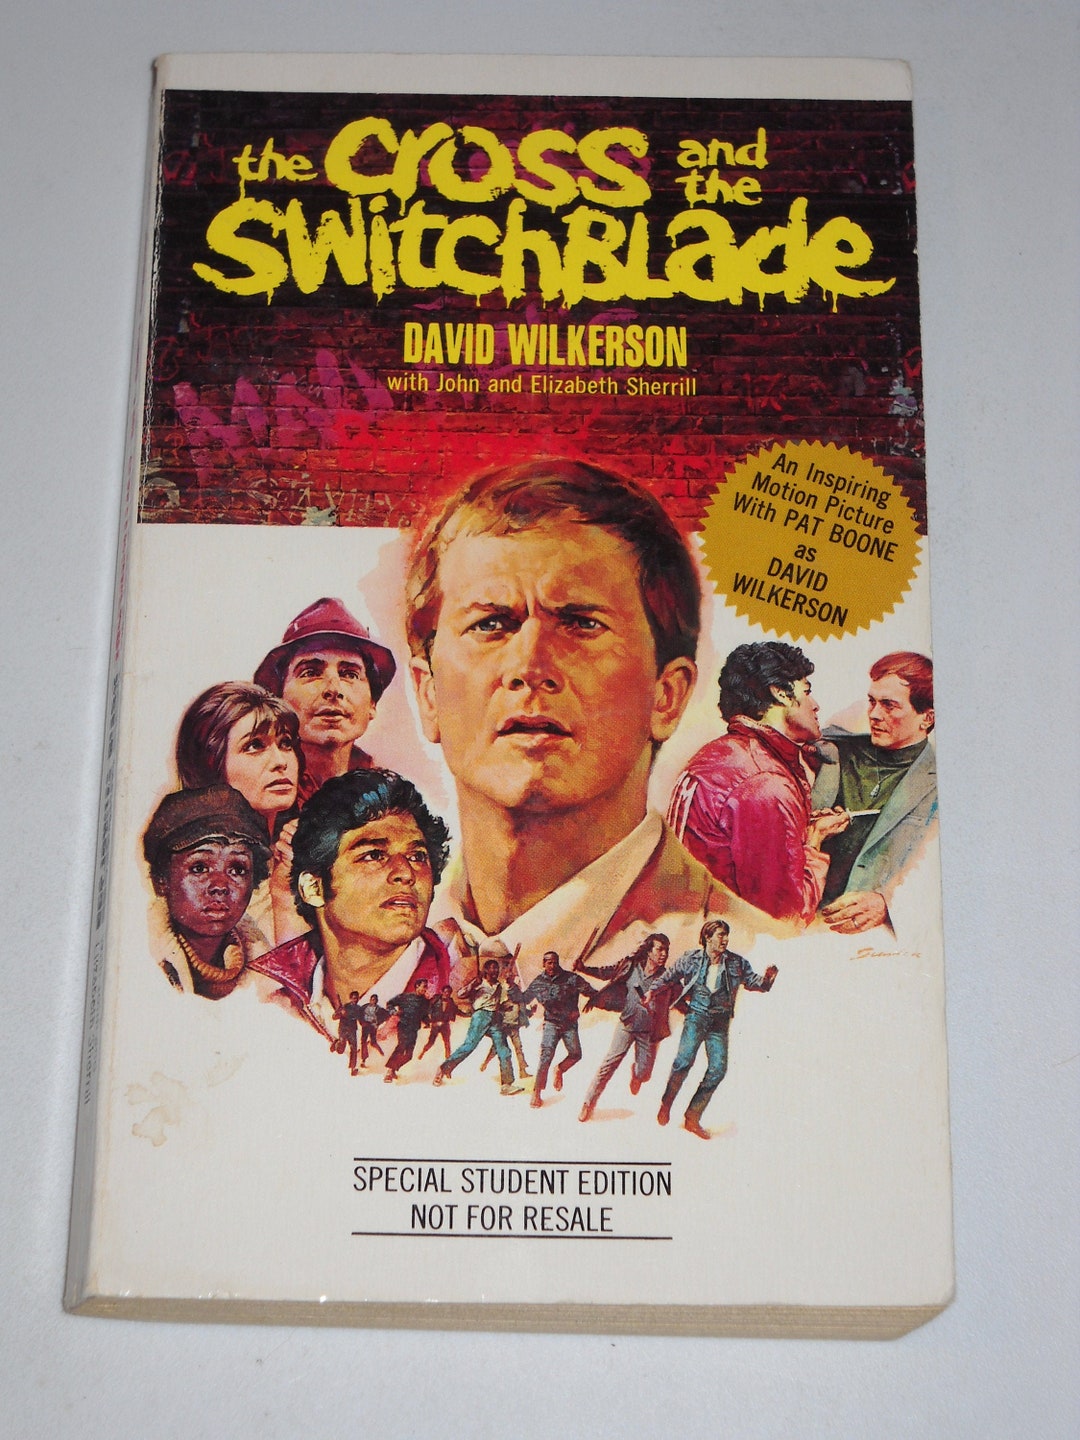 the Cross and the
SwitchBlade
DAVID WILKERSON
with John and Elizabeth Sherrill
An Inspiring
Motion Picture
With PAT BOONE
as
DAVID
WILKERSON
SPECIAL STUDENT EDITION
NOT FOR RESALE